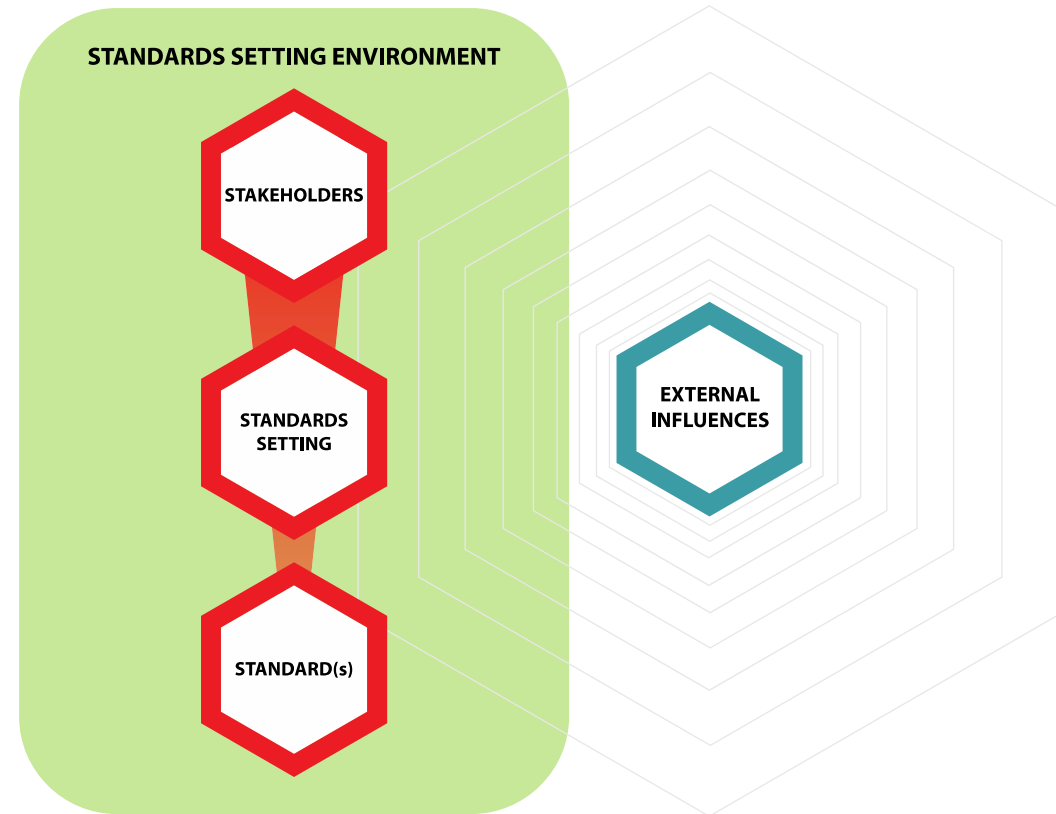 STANDARDS SETTING ENVIRONMENT
STAKEHOLDERS
STANDARDS
SETTING
STANDARD(s)
EXTERNAL
INFLUENCES